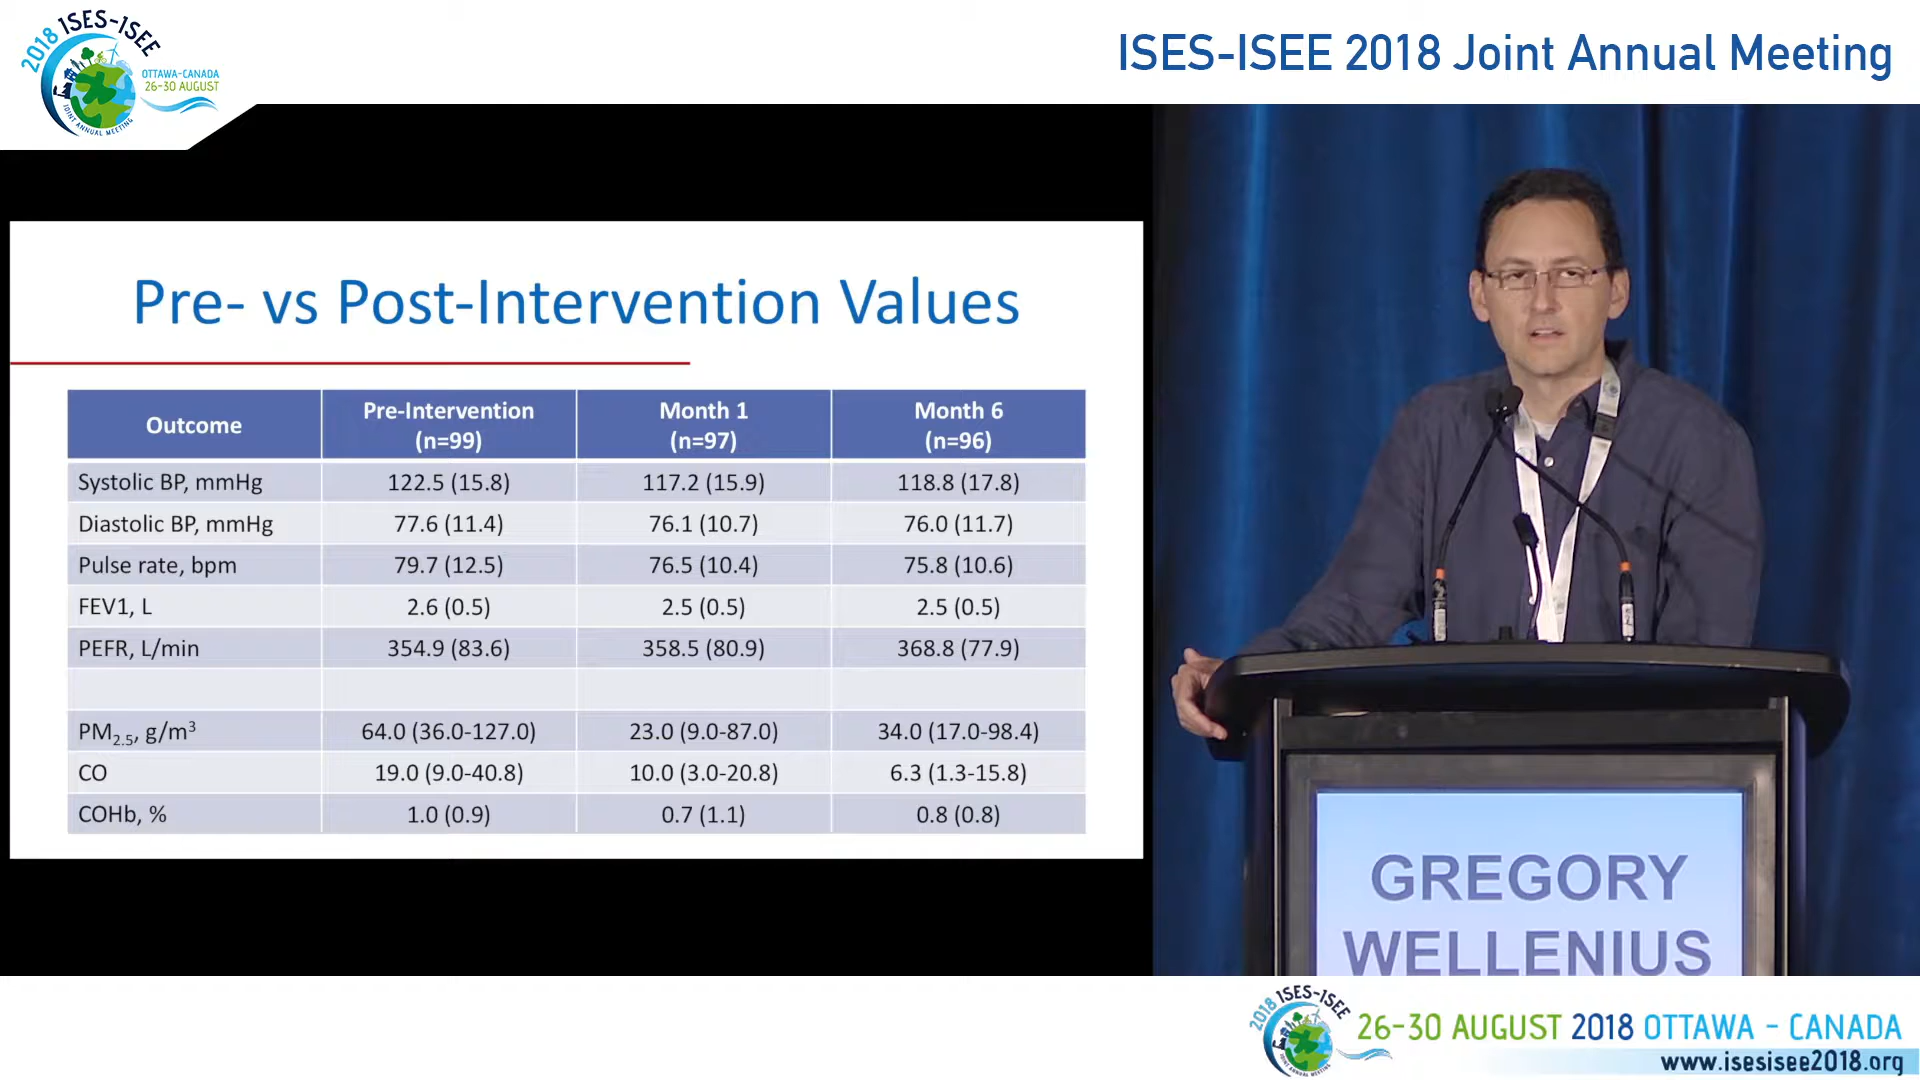 2018 ISES-ISEE
OTTAWA-CANADA
26-30 AUGUST
JOINT ANNUAL MEETING
ISES-ISEE 2018 Joint Annual Meeting
Pre- vs Post-Intervention Values
Outcome Pre-Intervention (n=99) Month 1 (n=97) Month 6 (n=96)
Systolic BP, mmHg 122.5 (15.8) 117.2 (15.9) 118.8 (17.8)
Diastolic BP, mmHg 77.6 (11.4) 76.1 (10.7) 76.0 (11.7)
Pulse rate, bpm 79.7 (12.5) 76.5 (10.4) 75.8 (10.6)
FEV1, L 2.6 (0.5) 2.5 (0.5) 2.5 (0.5)
PEFR, L/min 354.9 (83.6) 358.5 (80.9) 368.8 (77.9)
PM2.5, g/m³ 64.0 (36.0-127.0) 23.0 (9.0-87.0) 34.0 (17.0-98.4)
CO 19.0 (9.0-40.8) 10.0 (3.0-20.8) 6.3 (1.3-15.8)
COHb, % 1.0 (0.9) 0.7 (1.1) 0.8 (0.8)
GREGORY
WELLENIUS
2018 ISES-ISEE
JOINT ANNUAL MEETING
26-30 AUGUST 2018 OTTAWA - CANADA
www.isesisee2018.org